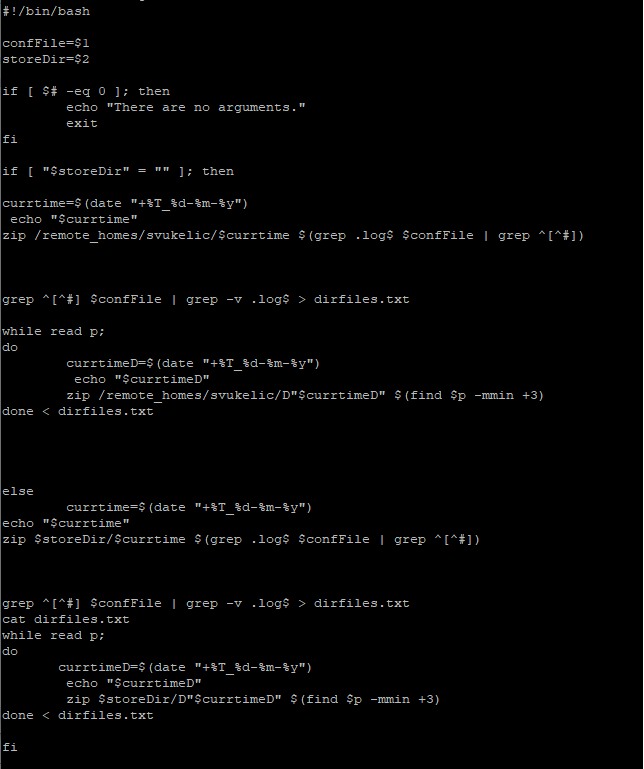 #!/bin/bash
confFile=$1
storeDir=$2
if [ $# -eq 0 ]; then
echo "There are no arguments."
exit
fi
if [ "$storeDir" = "" ]; then
currtime=$(date "+%T_%d-%m-%y")
echo "$currtime"
zip /remote_homes/svukelic/$currtime $(grep .log$ $confFile | grep ^[^#])
grep ^[^#] $confFile | grep -v .log$ > dirfiles.txt
while read p;
do
currtimeD=$(date "+%T_%d-%m-%y")
echo "$currtimeD"
zip /remote_homes/svukelic/D"$currtimeD" $(find $p -mmin +3)
done < dirfiles.txt
else
currtime=$(date "+%T_%d-%m-%y")
echo "$currtime"
zip $storeDir/$currtime $(grep .log$ $confFile | grep ^[^#])
grep ^[^#] $confFile | grep -v .log$ > dirfiles.txt
cat dirfiles.txt
while read p;
do
currtimeD=$(date "+%T_%d-%m-%y")
echo "$currtimeD"
zip $storeDir/D"$currtimeD" $(find $p -mmin +3)
done < dirfiles.txt
fi